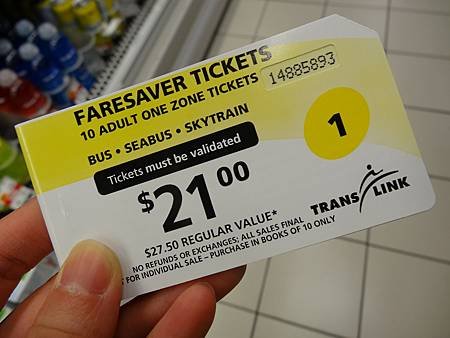 FARESAVER TICKETS
14885893
10 ADULT ONE ZONE TICKETS
BUS • SEABUS • SKYTRAIN
1
Tickets must be validated
$21.00
TRANS LINK
$27.50 REGULAR VALUE*
NO REFUNDS OR EXCHANGES; ALL SALES FINAL
FOR INDIVIDUAL SALE – PURCHASE IN BOOKS OF 10 ONLY